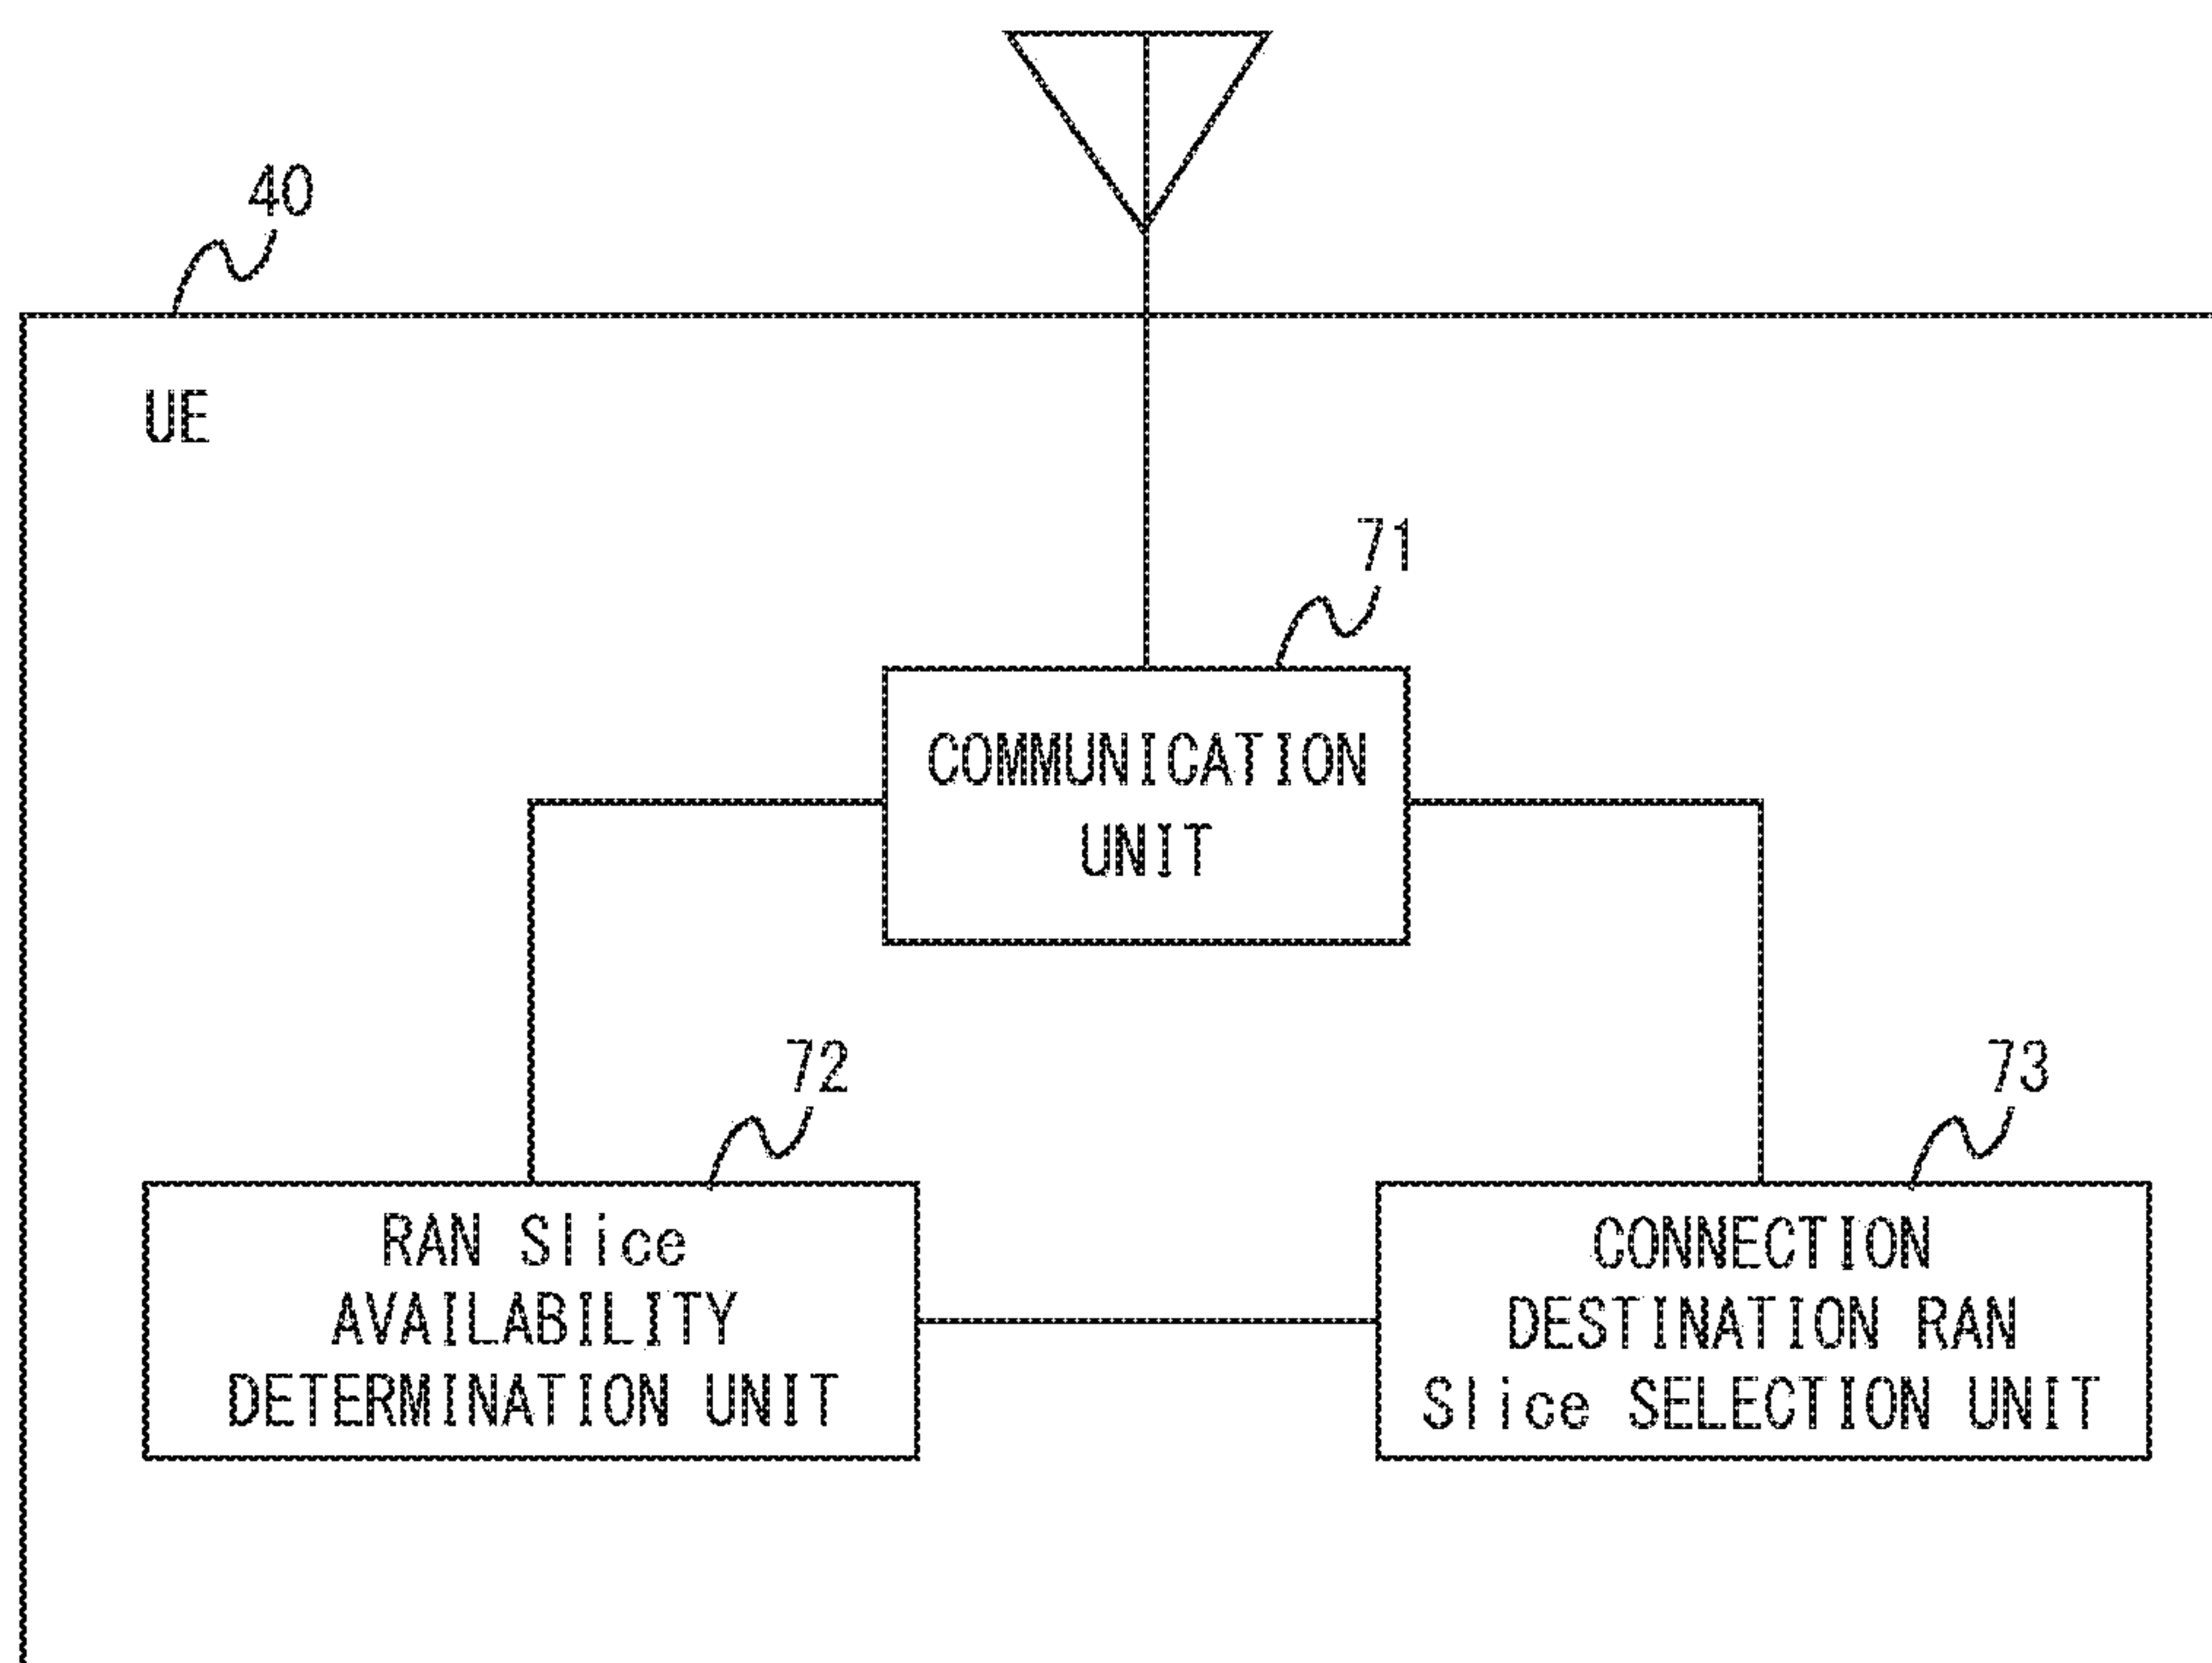 40
UE
71
COMMUNICATION
UNIT
72
73
RAN Slice
AVAILABILITY
DETERMINATION UNIT
CONNECTION
DESTINATION RAN
Slice SELECTION UNIT